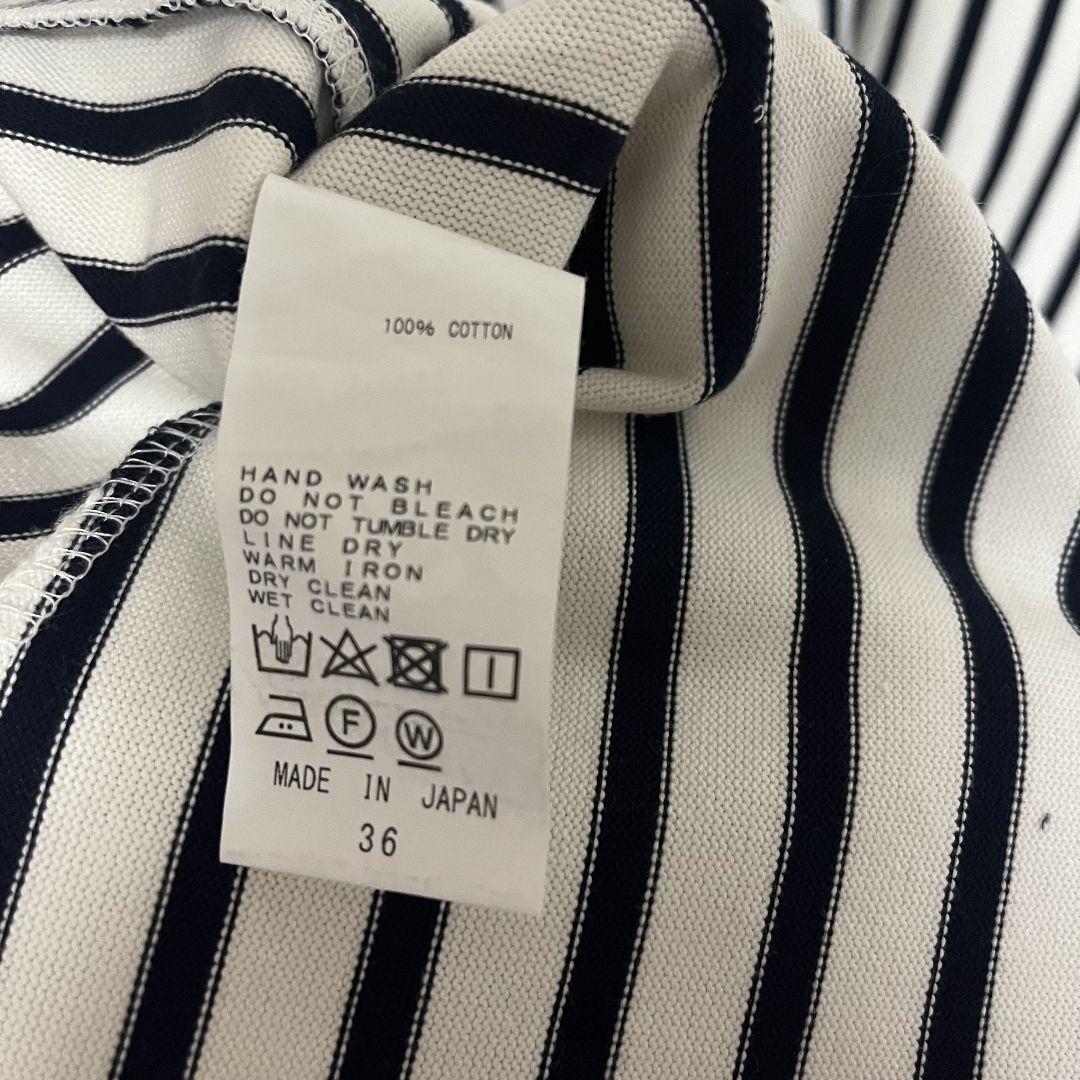 100% COTTON
HAND WASH
DO NOT BLEACH
DO NOT TUMBLE DRY
LINE DRY
WARM IRON
DRY CLEAN
WET CLEAN
F W
MADE IN JAPAN
36